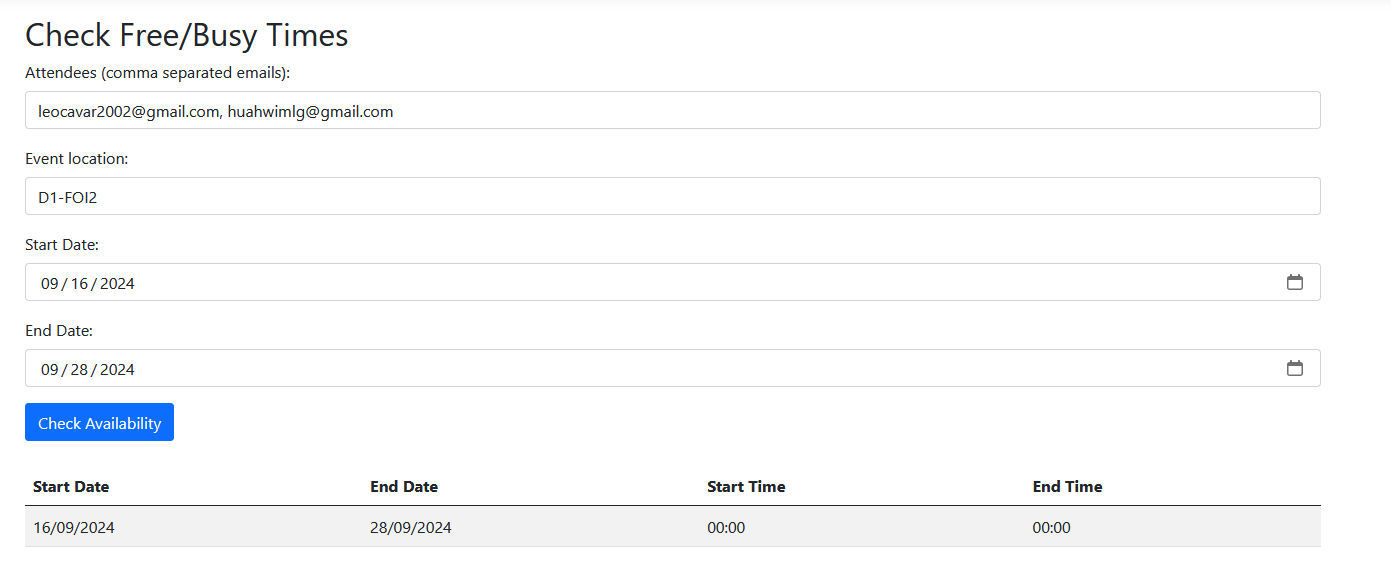 Check Free/Busy Times
Attendees (comma separated emails):
leocavar2002@gmail.com, huahwimlg@gmail.com
Event location:
D1-FOI2
Start Date:
09/16/2024
End Date:
09/28/2024
Check Availability
Start Date End Date Start Time End Time
16/09/2024 28/09/2024 00:00 00:00